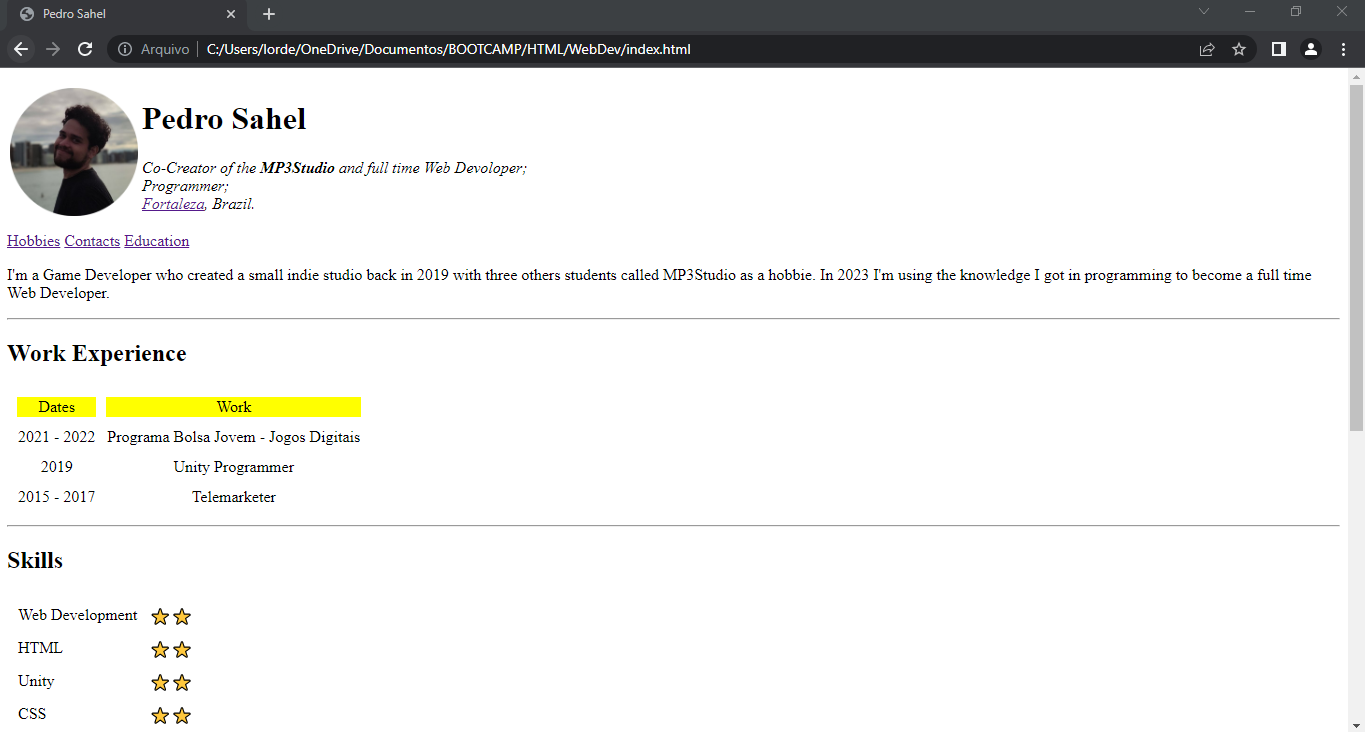 Pedro Sahel
Arquivo | C:/Users/lorde/OneDrive/Documentos/BOOTCAMP/HTML/WebDev/index.html
Pedro Sahel
Co-Creator of the MP3Studio and full time Web Devoloper;
Programmer;
Fortaleza, Brazil.
Hobbies Contacts Education
I'm a Game Developer who created a small indie studio back in 2019 with three others students called MP3Studio as a hobbie. In 2023 I'm using the knowledge I got in programming to become a full time
Web Developer.
Work Experience
Dates Work
2021 - 2022 Programa Bolsa Jovem - Jogos Digitais
2019 Unity Programmer
2015 - 2017 Telemarketer
Skills
Web Development
HTML
Unity
CSS